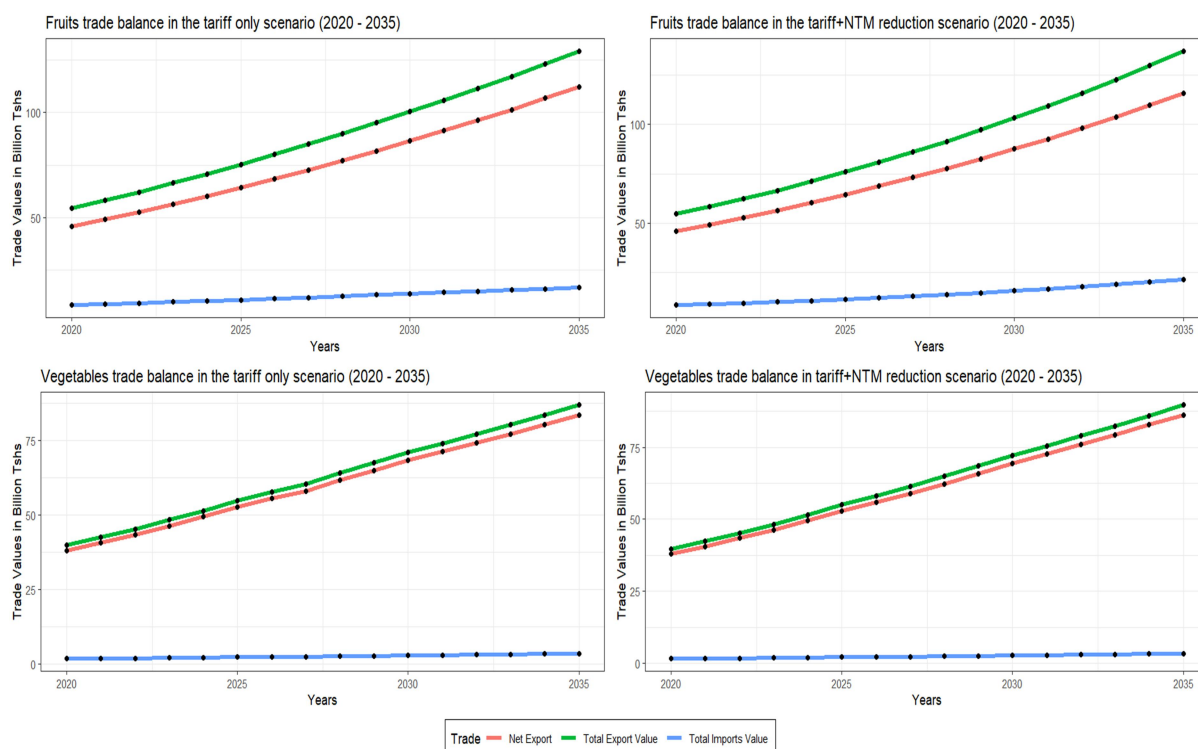 Fruits trade balance in the tariff only scenario (2020 - 2035)
Trade Values in Billion Tshs
100
50
2020 2025 2030 2035
Years
Fruits trade balance in the tariff+NTM reduction scenario (2020 - 2035)
Trade Values in Billion Tshs
100
50
2020 2025 2030 2035
Years
Vegetables trade balance in the tariff only scenario (2020 - 2035)
Trade Values in Billion Tshs
75
50
25
0
2020 2025 2030 2035
Years
Vegetables trade balance in tariff+NTM reduction scenario (2020 - 2035)
Trade Values in Billion Tshs
75
50
25
0
2020 2025 2030 2035
Years
Trade Net Export Total Export Value Total Imports Value